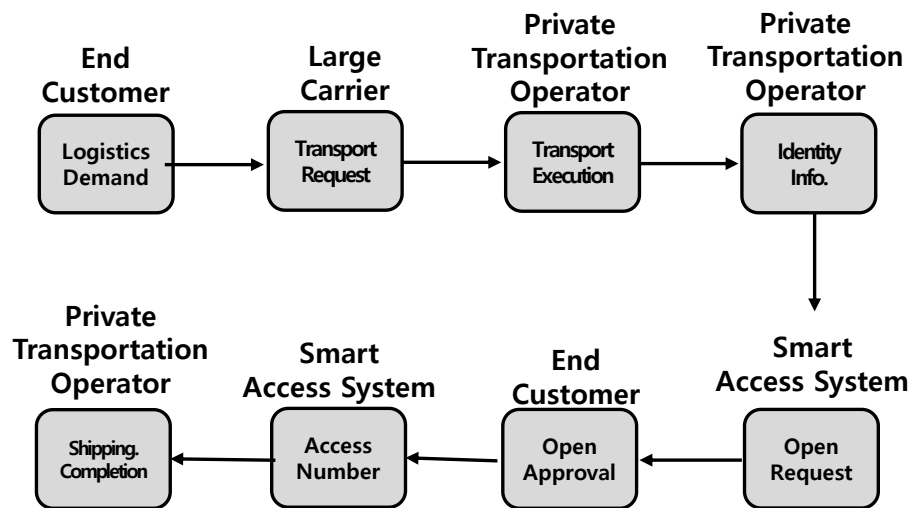 End
Customer
Logistics
Demand
Large
Carrier
Transport
Request
Private
Transportation
Operator
Transport
Execution
Private
Transportation
Operator
Identity
Info.
Smart
Access System
Open
Request
End
Customer
Open
Approval
Smart
Access System
Access
Number
Private
Transportation
Operator
Shipping.
Completion